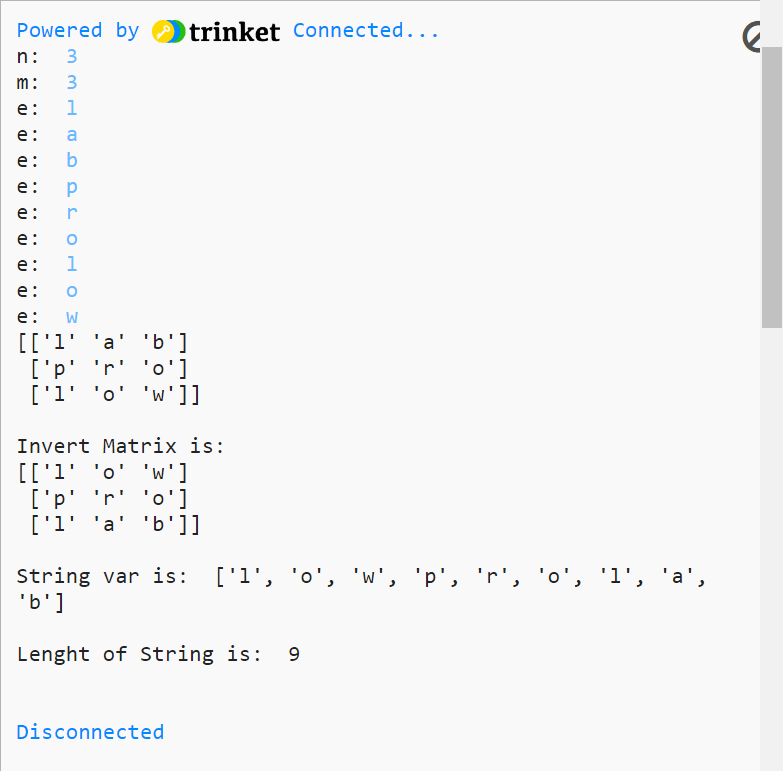 Powered by trinket Connected...
n: 3
m: 3
e: l
e: a
e: b
e: p
e: r
e: o
e: l
e: o
e: w
[['l' 'a' 'b']
['p' 'r' 'o']
['l' 'o' 'w']]
Invert Matrix is:
[['l' 'o' 'w']
['p' 'r' 'o']
['l' 'a' 'b']]
String var is: ['l', 'o', 'w', 'p', 'r', 'o', 'l', 'a',
'b']
Lenght of String is: 9
Disconnected